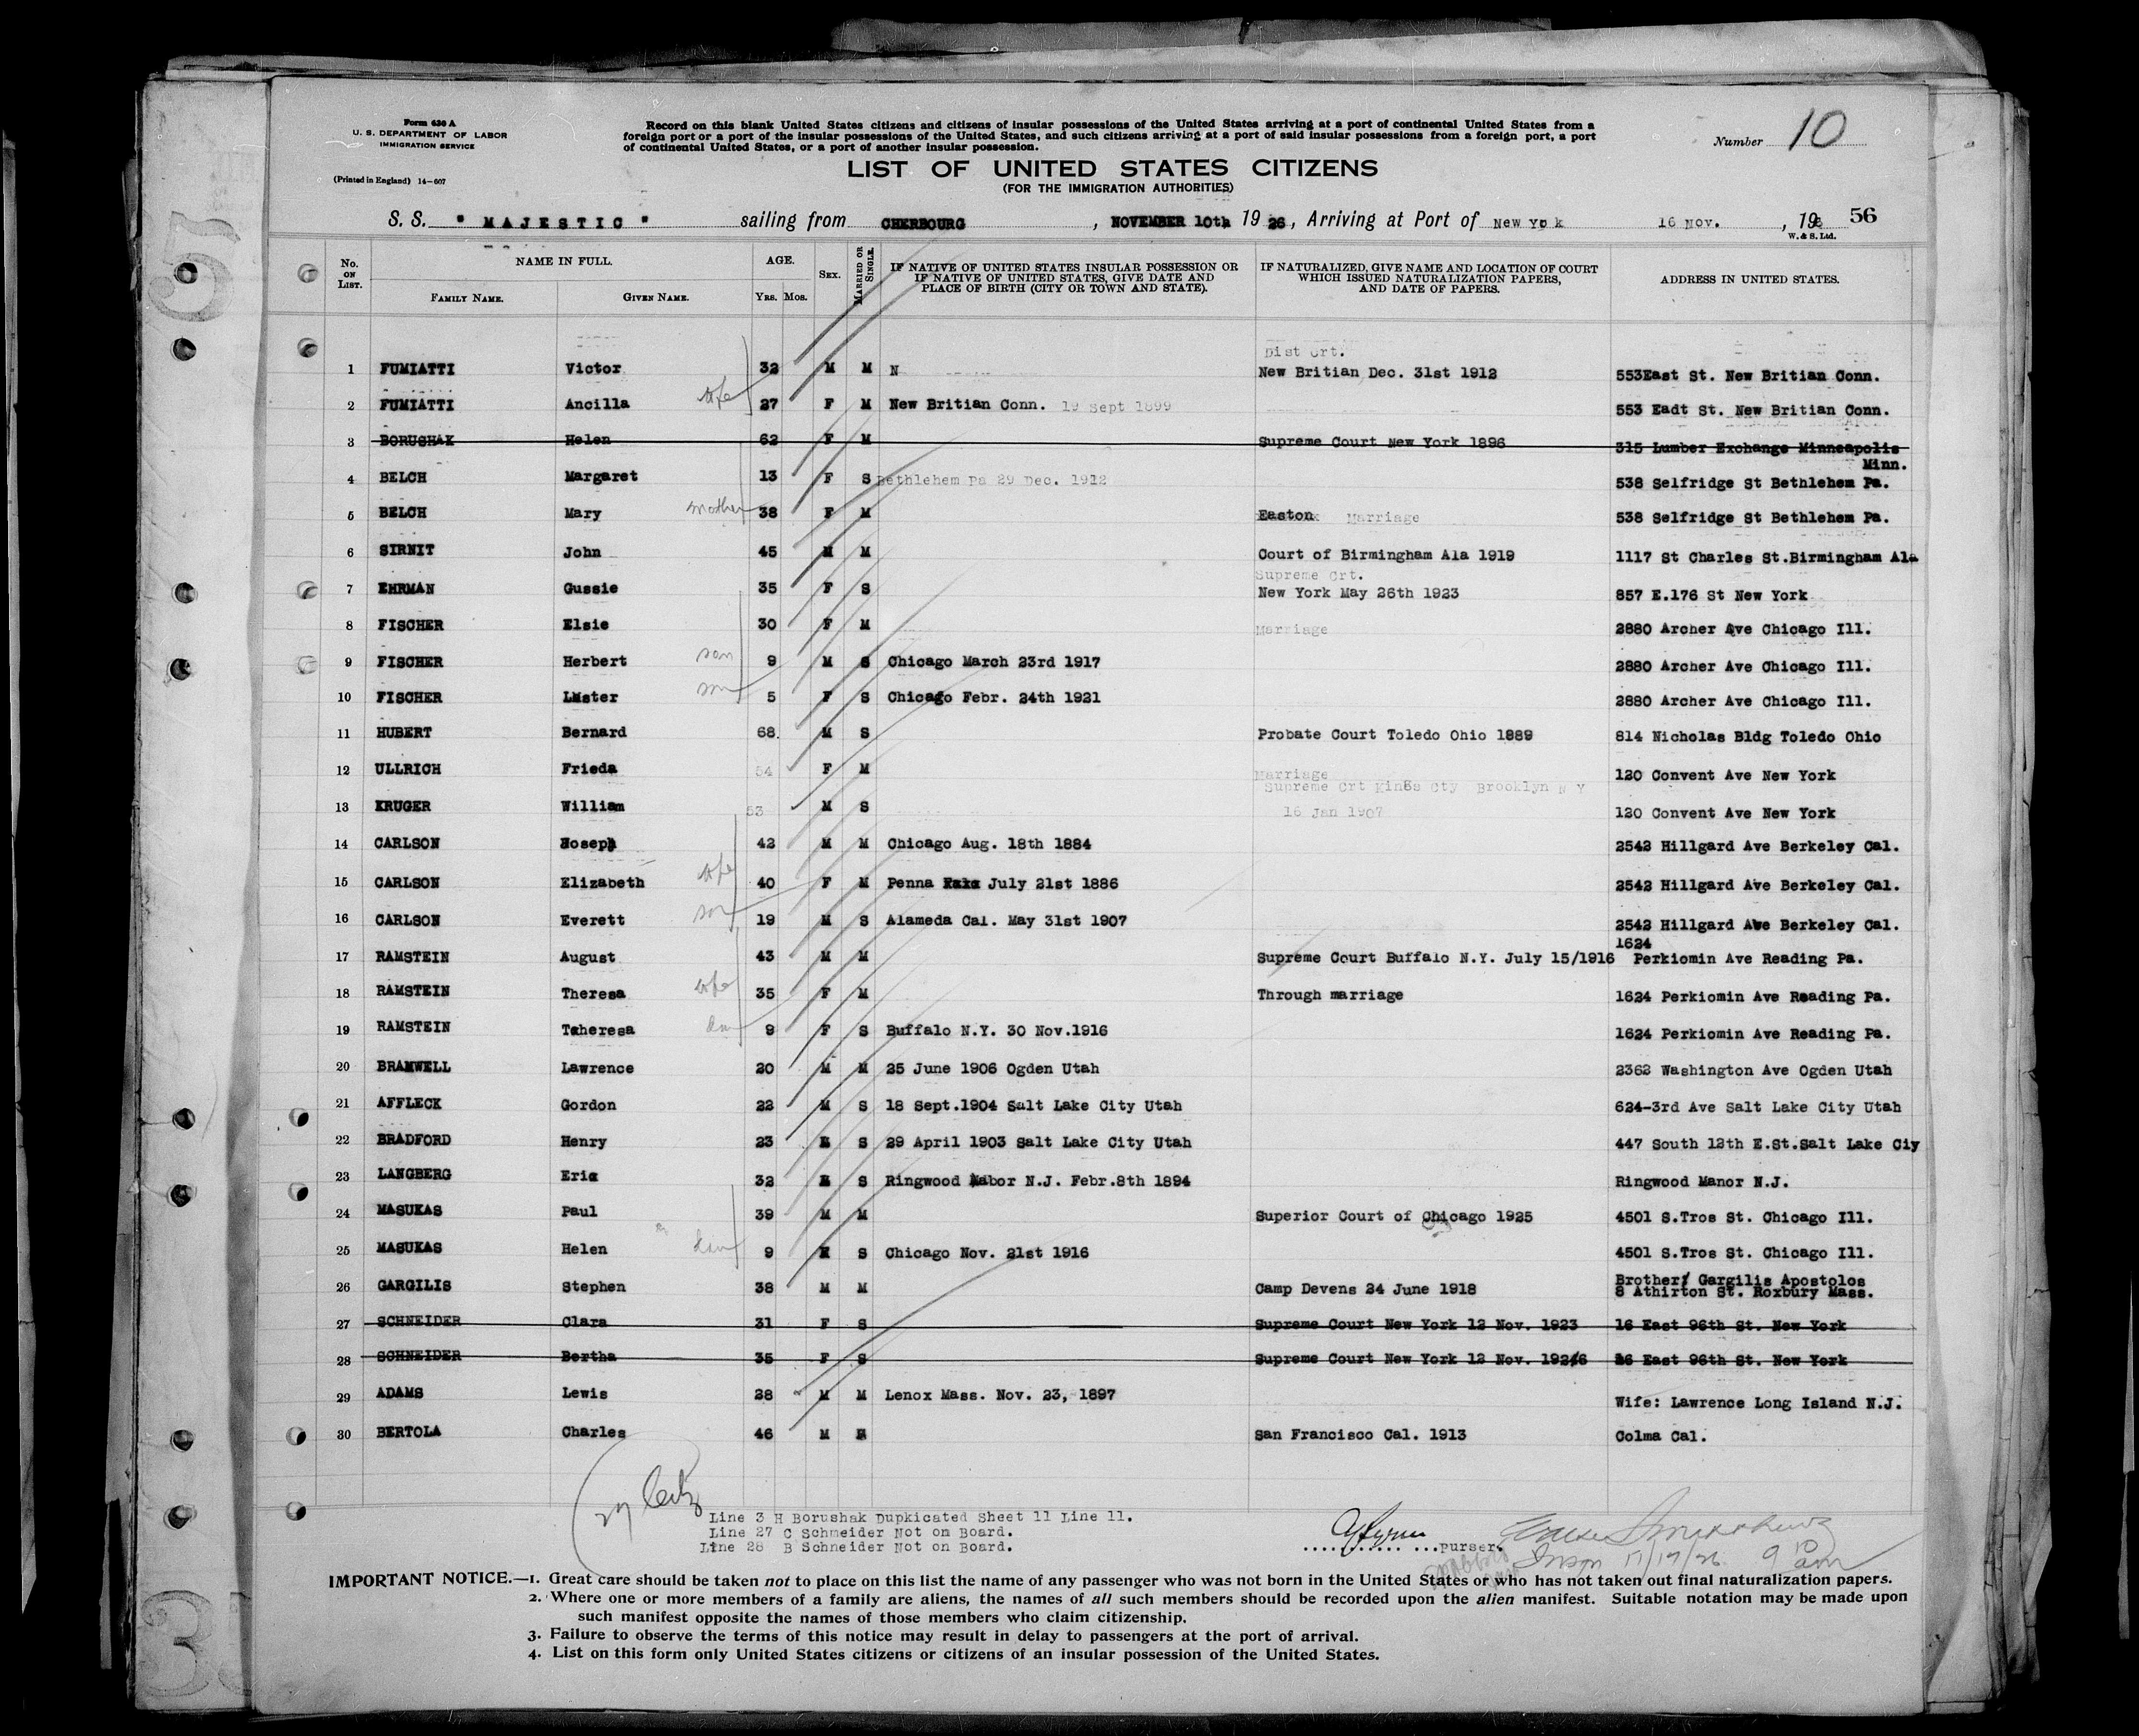 Form 630 A
U. S. DEPARTMENT OF LABOR
IMMIGRATION SERVICE
(Printed in England) 14-607
Record on this blank United States citizens and citizens of insular possessions of the United States arriving at a port of continental United States from a
foreign port or a port of the insular possessions of the United States, and such citizens arriving at a port of said insular possessions from a foreign port, a port
of continental United States, or a port of another insular possession.
Number 10
LIST OF UNITED STATES CITIZENS
(FOR THE IMMIGRATION AUTHORITIES)
S. S. " MAJESTIC " sailing from CHERBOURG , NOVEMBER 10th 19 26, Arriving at Port of New York 16 Nov. , 19 56
W. & S. Ltd.
No. ON LIST. NAME IN FULL. FAMILY NAME. GIVEN NAME. AGE. YRS. MOS. SEX. MARRIED OR SINGLE. IF NATIVE OF UNITED STATES INSULAR POSSESSION OR IF NATIVE OF UNITED STATES, GIVE DATE AND PLACE OF BIRTH (CITY OR TOWN AND STATE). IF NATURALIZED, GIVE NAME AND LOCATION OF COURT WHICH ISSUED NATURALIZATION PAPERS, AND DATE OF PAPERS. ADDRESS IN UNITED STATES.
Dist Crt.
1 FUMIATTI Victor 32 M M N New Britian Dec. 31st 1912 553East St. New Britian Conn.
2 FUMIATTI Ancilla wife 27 F M New Britian Conn. 19 Sept 1899 553 Eadt St. New Britian Conn.
3 BORUSHAK Helen 62 F M Supreme Court New York 1896 315 Lumber Exchange Minneapolis
Minn.
4 BELCH Margaret 13 F S Bethlehem Pa 29 Dec. 1912 538 Selfridge St Bethlehem Pa.
5 BELCH Mary mother 38 F M Easton Marriage 538 Selfridge St Bethlehem Pa.
6 SIRNIT John 45 M M Court of Birmingham Ala 1919 1117 St Charles St.Birmingham Ala
Supreme Crt.
7 EHRMAN Gussie 35 F S New York May 26th 1923 857 E.176 St New York
8 FISCHER Elsie 30 F M Marriage 2880 Archer Ave Chicago Ill.
9 FISCHER Herbert son 9 M S Chicago March 23rd 1917 2880 Archer Ave Chicago Ill.
10 FISCHER Lester son 5 F S Chicago Febr. 24th 1921 2880 Archer Ave Chicago Ill.
11 HUBERT Bernard 68. M S Probate Court Toledo Ohio 1889 814 Nicholas Bldg Toledo Ohio
12 ULLRICH Frieda 54 F M Marriage 120 Convent Ave New York
Supreme Crt Kings Cty Brooklyn N Y
13 KRUGER William 53 M S 16 Jan 1907 120 Convent Ave New York
14 CARLSON Joseph 42 M M Chicago Aug. 18th 1884 2542 Hillgard Ave Berkeley Cal.
15 CARLSON Elizabeth wife 40 F M Penna July 21st 1886 2542 Hillgard Ave Berkeley Cal.
16 CARLSON Everett son 19 M S Alameda Cal. May 31st 1907 2542 Hillgard Ave Berkeley Cal.
1624
17 RAMSTEIN August 43 M M Supreme Court Buffalo N.Y. July 15/1916 Perkiomin Ave Reading Pa.
18 RAMSTEIN Theresa wife 35 F M Through marriage 1624 Perkiomin Ave Reading Pa.
19 RAMSTEIN Theresa dau 9 F S Buffalo N.Y. 30 Nov.1916 1624 Perkiomin Ave Reading Pa.
20 BRAMWELL Lawrence 20 M M 25 June 1906 Ogden Utah 2362 Washington Ave Ogden Utah
21 AFFLECK Gordon 22 M S 18 Sept.1904 Salt Lake City Utah 624-3rd Ave Salt Lake City Utah
22 BRADFORD Henry 23 S 29 April 1903 Salt Lake City Utah 447 South 12th E.St.Salt Lake Ciy
23 LANGBERG Eric 32 S Ringwood Mabor N.J. Febr.8th 1894 Ringwood Manor N.J.
24 MASUKAS Paul 39 M M Superior Court of Chicago 1925 4501 S.Tros St. Chicago Ill.
25 MASUKAS Helen dau 9 S Chicago Nov. 21st 1916 4501 S.Tros St. Chicago Ill.
26 GARGILIS Stephen 38 M M Camp Devens 24 June 1918 Brother/ Gargilis Apostolos
8 Athirton St. Roxbury Mass.
27 SCHNEIDER Clara 31 F S Supreme Court New York 12 Nov. 1923 16 East 96th St. New York
28 SCHNEIDER Bertha 35 F S Supreme Court New York 12 Nov. 1926 16 East 96th St. New York
29 ADAMS Lewis 28 M M Lenox Mass. Nov. 23, 1897 Wife: Lawrence Long Island N.J.
30 BERTOLA Charles 46 M San Francisco Cal. 1913 Colma Cal.
27
Line 3 H Borushak Dupkicated Sheet 11 Line 11.
Line 27 C Schneider Not on Board.
Line 28 B Schneider Not on Board.
purser.
Insp 11/17/26 9 10 am
IMPORTANT NOTICE.—1. Great care should be taken not to place on this list the name of any passenger who was not born in the United States or who has not taken out final naturalization papers.
2. Where one or more members of a family are aliens, the names of all such members should be recorded upon the alien manifest. Suitable notation may be made upon
such manifest opposite the names of those members who claim citizenship.
3. Failure to observe the terms of this notice may result in delay to passengers at the port of arrival.
4. List on this form only United States citizens or citizens of an insular possession of the United States.